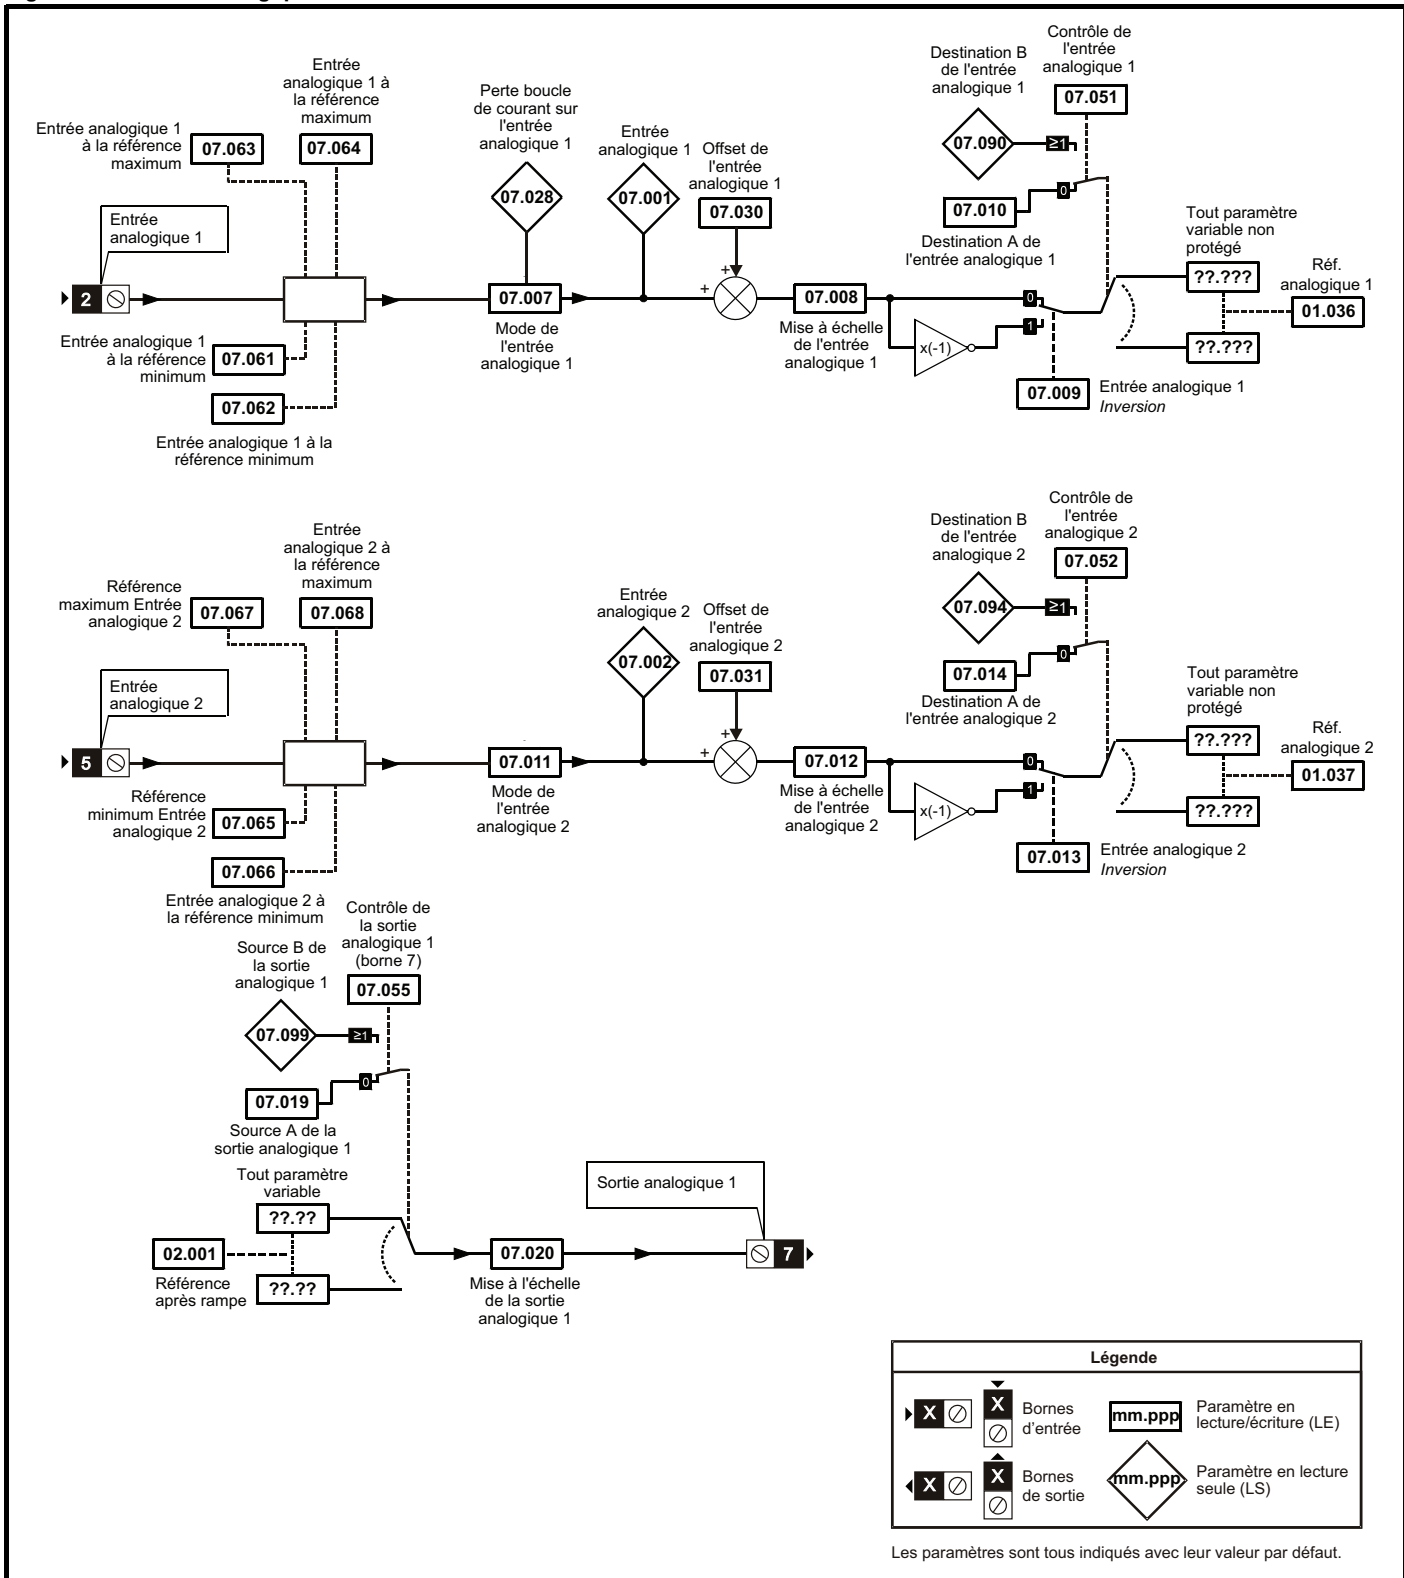 Entrée
analogique 1 à
la référence
maximum
Entrée analogique 1
à la référence
maximum
07.063
07.064
Perte boucle
de courant sur
l'entrée
analogique 1
07.028
Entrée
analogique 1
07.001
Offset de
l'entrée
analogique 1
07.030
Destination B
de l'entrée
analogique 1
07.090
≥1
Contrôle de
l'entrée
analogique 1
07.051
0
07.010
Destination A de
l'entrée analogique 1
Tout paramètre
variable non
protégé
??.???
Réf.
analogique 1
01.036
??.???
Entrée
analogique 1
2
07.007
Mode de
l'entrée
analogique 1
+
+
07.008
Mise à échelle
de l'entrée
analogique 1
x(-1)
0
1
07.009
Entrée analogique 1
Inversion
Entrée analogique 1
à la référence
minimum
07.061
07.062
Entrée analogique 1 à la
référence minimum
Entrée
analogique 2 à
la référence
maximum
Référence
maximum Entrée
analogique 2
07.067
07.068
Entrée
analogique 2
07.002
Offset de
l'entrée
analogique 2
07.031
Destination B
de l'entrée
analogique 2
07.094
≥1
Contrôle de
l'entrée
analogique 2
07.052
0
07.014
Destination A de
l'entrée analogique 2
Tout paramètre
variable non
protégé
??.???
Réf.
analogique 2
01.037
??.???
Entrée
analogique 2
5
07.011
Mode de
l'entrée
analogique 2
+
+
07.012
Mise à échelle
de l'entrée
analogique 2
x(-1)
0
1
07.013
Entrée analogique 2
Inversion
Référence
minimum Entrée
analogique 2
07.065
07.066
Entrée analogique 2 à
la référence minimum
Contrôle de
la sortie
analogique 1
(borne 7)
07.055
Source B de
la sortie
analogique 1
07.099
≥1
0
07.019
Source A de la
sortie analogique 1
Tout paramètre
variable
??.??
02.001
Référence
après rampe
??.??
07.020
Mise à l'échelle
de la sortie
analogique 1
Sortie analogique 1
7
Légende
X
X
Bornes
d'entrée
mm.ppp
Paramètre en
lecture/écriture (LE)
X
X
Bornes
de sortie
mm.ppp
Paramètre en lecture
seule (LS)
Les paramètres sont tous indiqués avec leur valeur par défaut.